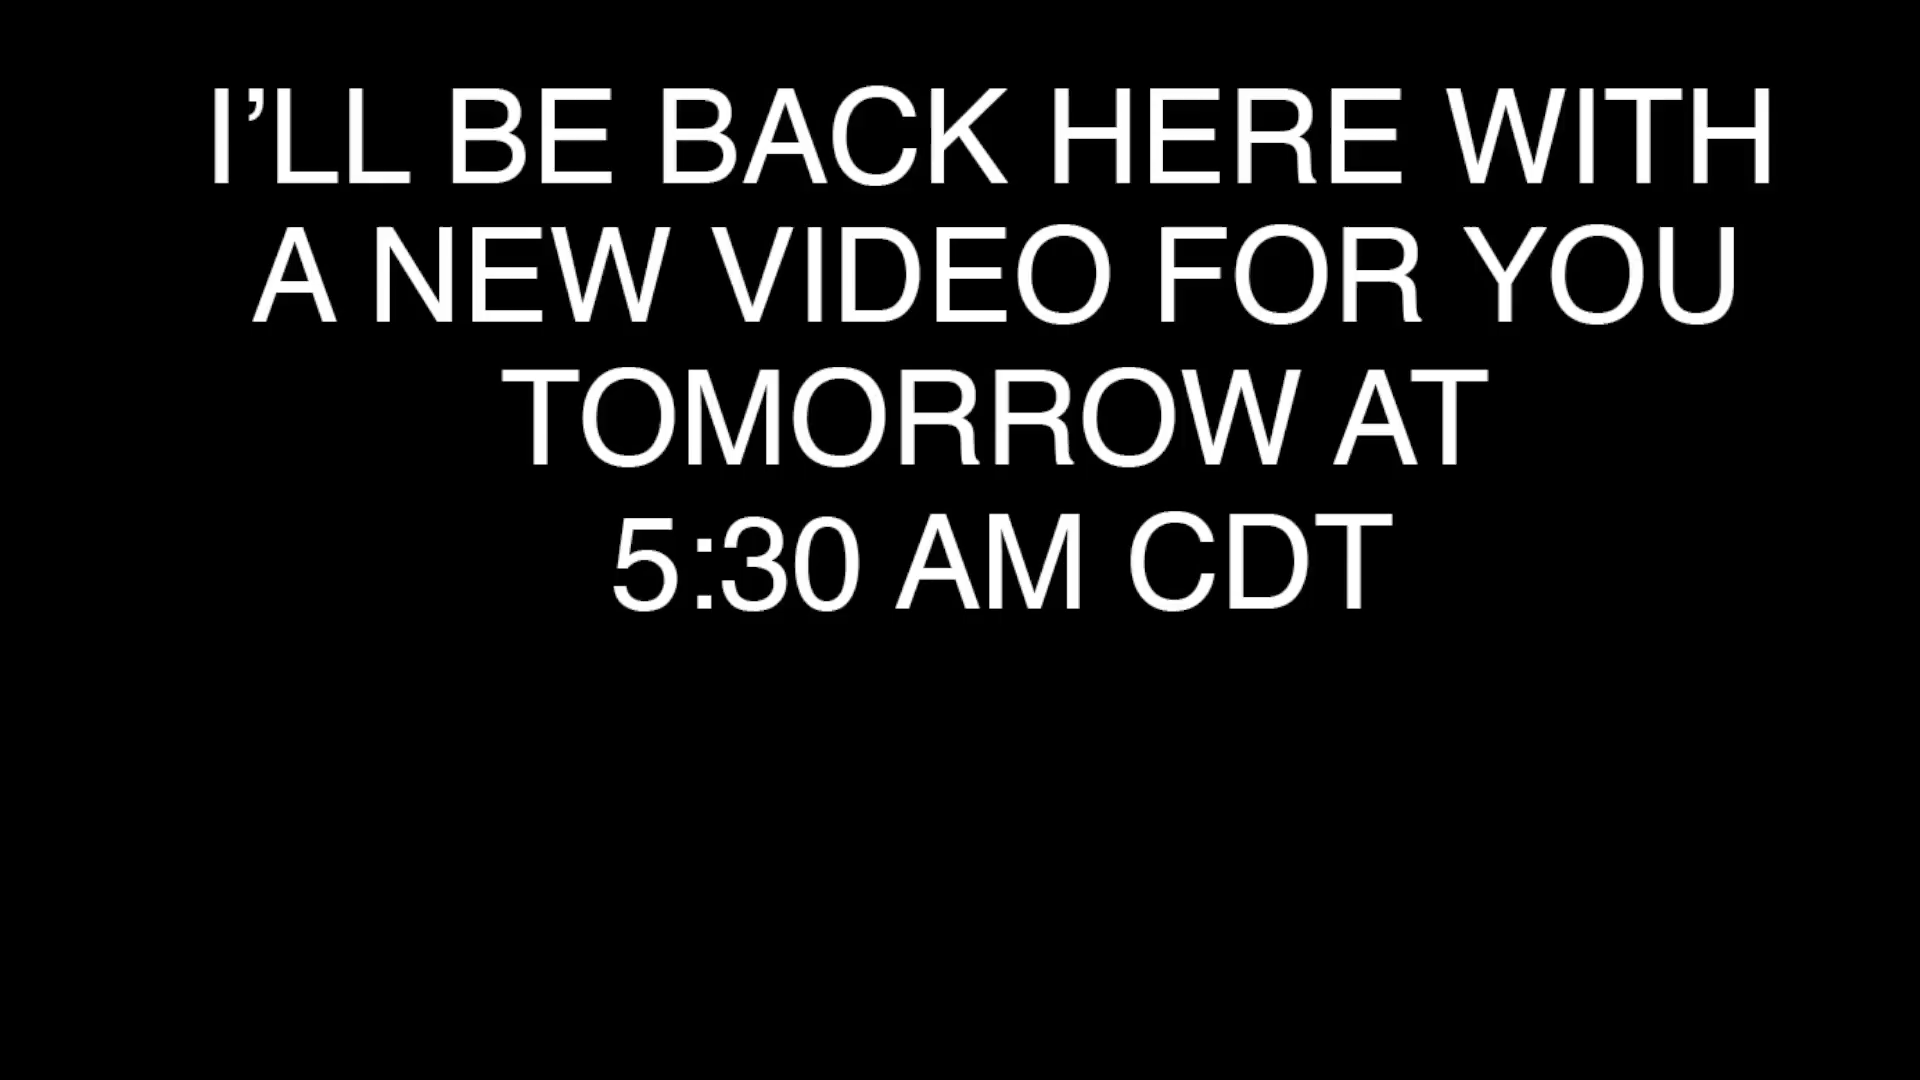 I’LL BE BACK HERE WITH
A NEW VIDEO FOR YOU
TOMORROW AT
5:30 AM CDT